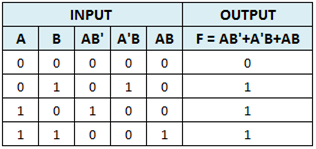 INPUT OUTPUT
A B AB' A'B AB F = AB'+A'B+AB
0 0 0 0 0 0
0 1 0 1 0 1
1 0 1 0 0 1
1 1 0 0 1 1